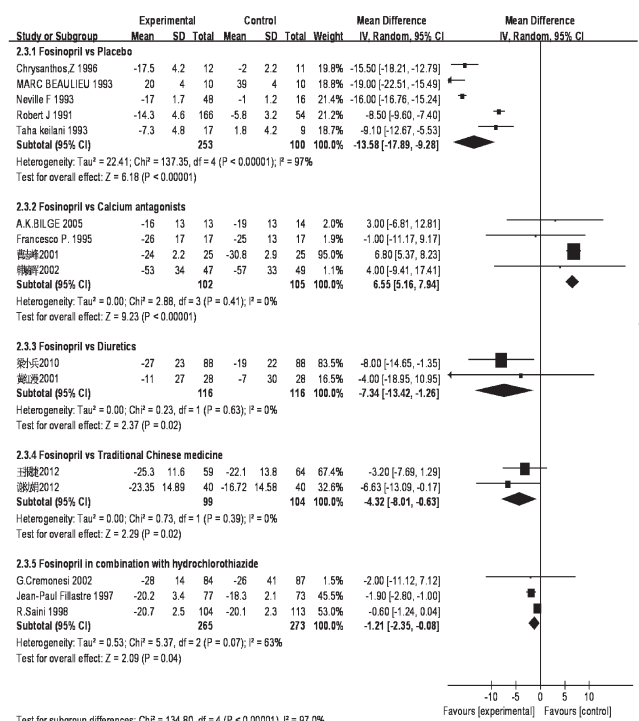 Experimental Control Mean Difference Mean Difference
Study or Subgroup Mean SD Total Mean SD Total Weight IV, Random, 95% CI IV, Random, 95% CI
2.3.1 Fosinopril vs Placebo
Chrysanthos,Z 1996 -17.5 4.2 12 -2 2.2 11 19.8% -15.50 [-18.21, -12.79]
MARC BEAULIEU 1993 20 4 10 39 4 10 18.7% -19.00 [-22.51, -15.49]
Neville F 1993 -17 1.7 48 -1 1.2 16 21.5% -16.00 [-16.76, -15.24]
Robert J 1991 -14.3 4.6 166 -5.8 3.2 54 21.2% -8.50 [-9.60, -7.40]
Taha keilani 1993 -7.3 4.8 17 1.8 4.2 9 18.7% -9.10 [-12.67, -5.53]
Subtotal (95% CI) 253 100 100.0% -13.58 [-17.89, -9.28]
Heterogeneity: Tau² = 22.41; Chi² = 137.35, df = 4 (P < 0.00001); I² = 97%
Test for overall effect: Z = 6.18 (P < 0.00001)
2.3.2 Fosinopril vs Calcium antagonists
A.K.BILGE 2005 -16 13 13 -19 13 14 2.0% 3.00 [-6.81, 12.81]
Francesco P. 1995 -26 17 17 -25 13 17 1.9% -1.00 [-11.17, 9.17]
2001 -24 2.2 25 -30.8 2.9 25 95.0% 6.80 [5.37, 8.23]
2002 -53 34 47 -57 33 49 1.1% 4.00 [-9.41, 17.41]
Subtotal (95% CI) 102 105 100.0% 6.55 [5.16, 7.94]
Heterogeneity: Tau² = 0.00; Chi² = 2.88, df = 3 (P = 0.41); I² = 0%
Test for overall effect: Z = 9.23 (P < 0.00001)
2.3.3 Fosinopril vs Diuretics
梁小兵2010 -27 23 88 -19 22 88 83.5% -8.00 [-14.65, -1.35]
2001 -11 27 28 -7 30 28 16.5% -4.00 [-18.95, 10.95]
Subtotal (95% CI) 116 116 100.0% -7.34 [-13.42, -1.26]
Heterogeneity: Tau² = 0.00; Chi² = 0.23, df = 1 (P = 0.63); I² = 0%
Test for overall effect: Z = 2.37 (P = 0.02)
2.3.4 Fosinopril vs Traditional Chinese medicine
2012 -25.3 11.6 59 -22.1 13.8 64 67.4% -3.20 [-7.69, 1.29]
2012 -23.35 14.89 40 -16.72 14.58 40 32.6% -6.63 [-13.09, -0.17]
Subtotal (95% CI) 99 104 100.0% -4.32 [-8.01, -0.63]
Heterogeneity: Tau² = 0.00; Chi² = 0.73, df = 1 (P = 0.39); I² = 0%
Test for overall effect: Z = 2.29 (P = 0.02)
2.3.5 Fosinopril in combination with hydrochlorothiazide
G.Cremonesi 2002 -28 14 84 -26 41 87 1.5% -2.00 [-11.12, 7.12]
Jean-Paul Fillastre 1997 -20.2 3.4 77 -18.3 2.1 73 45.5% -1.90 [-2.80, -1.00]
R.Saini 1998 -20.7 2.5 104 -20.1 2.3 113 53.0% -0.60 [-1.24, 0.04]
Subtotal (95% CI) 265 273 100.0% -1.21 [-2.35, -0.08]
Heterogeneity: Tau² = 0.53; Chi² = 5.37, df = 2 (P = 0.07); I² = 63%
Test for overall effect: Z = 2.09 (P = 0.04)
-10 -5 0 5 10
Favours [experimental] Favours [control]
Test for subgroup differences: Chi² = 134.80, df = 4 (P < 0.00001), I² = 97.0%